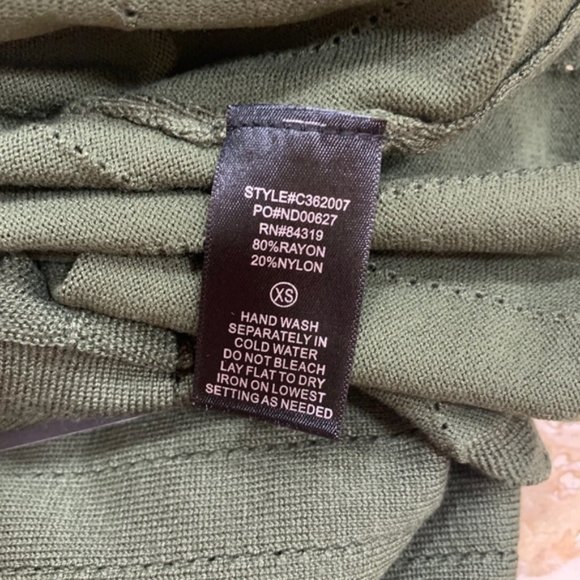 STYLE#C362007
PO#ND00627
RN#84319
80%RAYON
20%NYLON
XS
HAND WASH
SEPARATELY IN
COLD WATER
DO NOT BLEACH
LAY FLAT TO DRY
IRON ON LOWEST
SETTING AS NEEDED